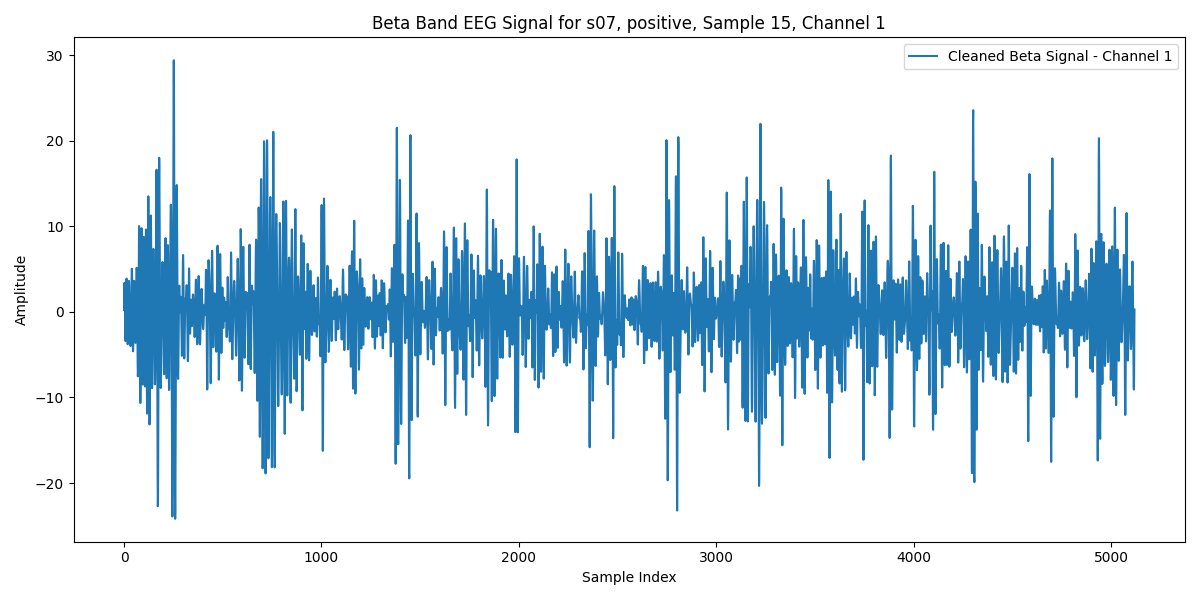 Beta Band EEG Signal for s07, positive, Sample 15, Channel 1
Cleaned Beta Signal - Channel 1
Amplitude
30
20
10
0
−10
−20
0 1000 2000 3000 4000 5000
Sample Index